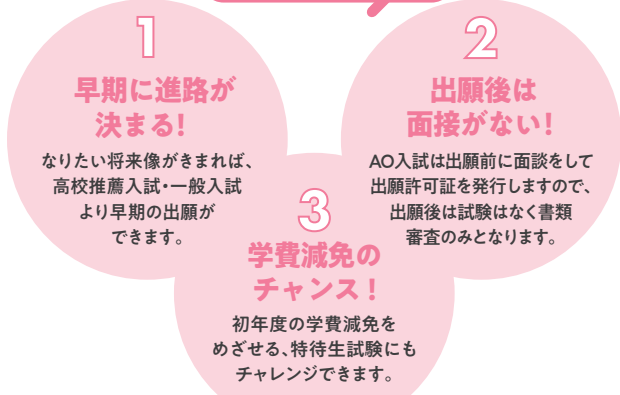 1
早期に進路が
決まる!
なりたい将来像がきまれば、
高校推薦入試・一般入試
より早期の出願が
できます。
2
出願後は
面接がない!
AO入試は出願前に面談をして
出願許可証を発行しますので、
出願後は試験はなく書類
審査のみとなります。
3
学費減免の
チャンス!
初年度の学費減免を
めざせる、特待生試験にも
チャレンジできます。